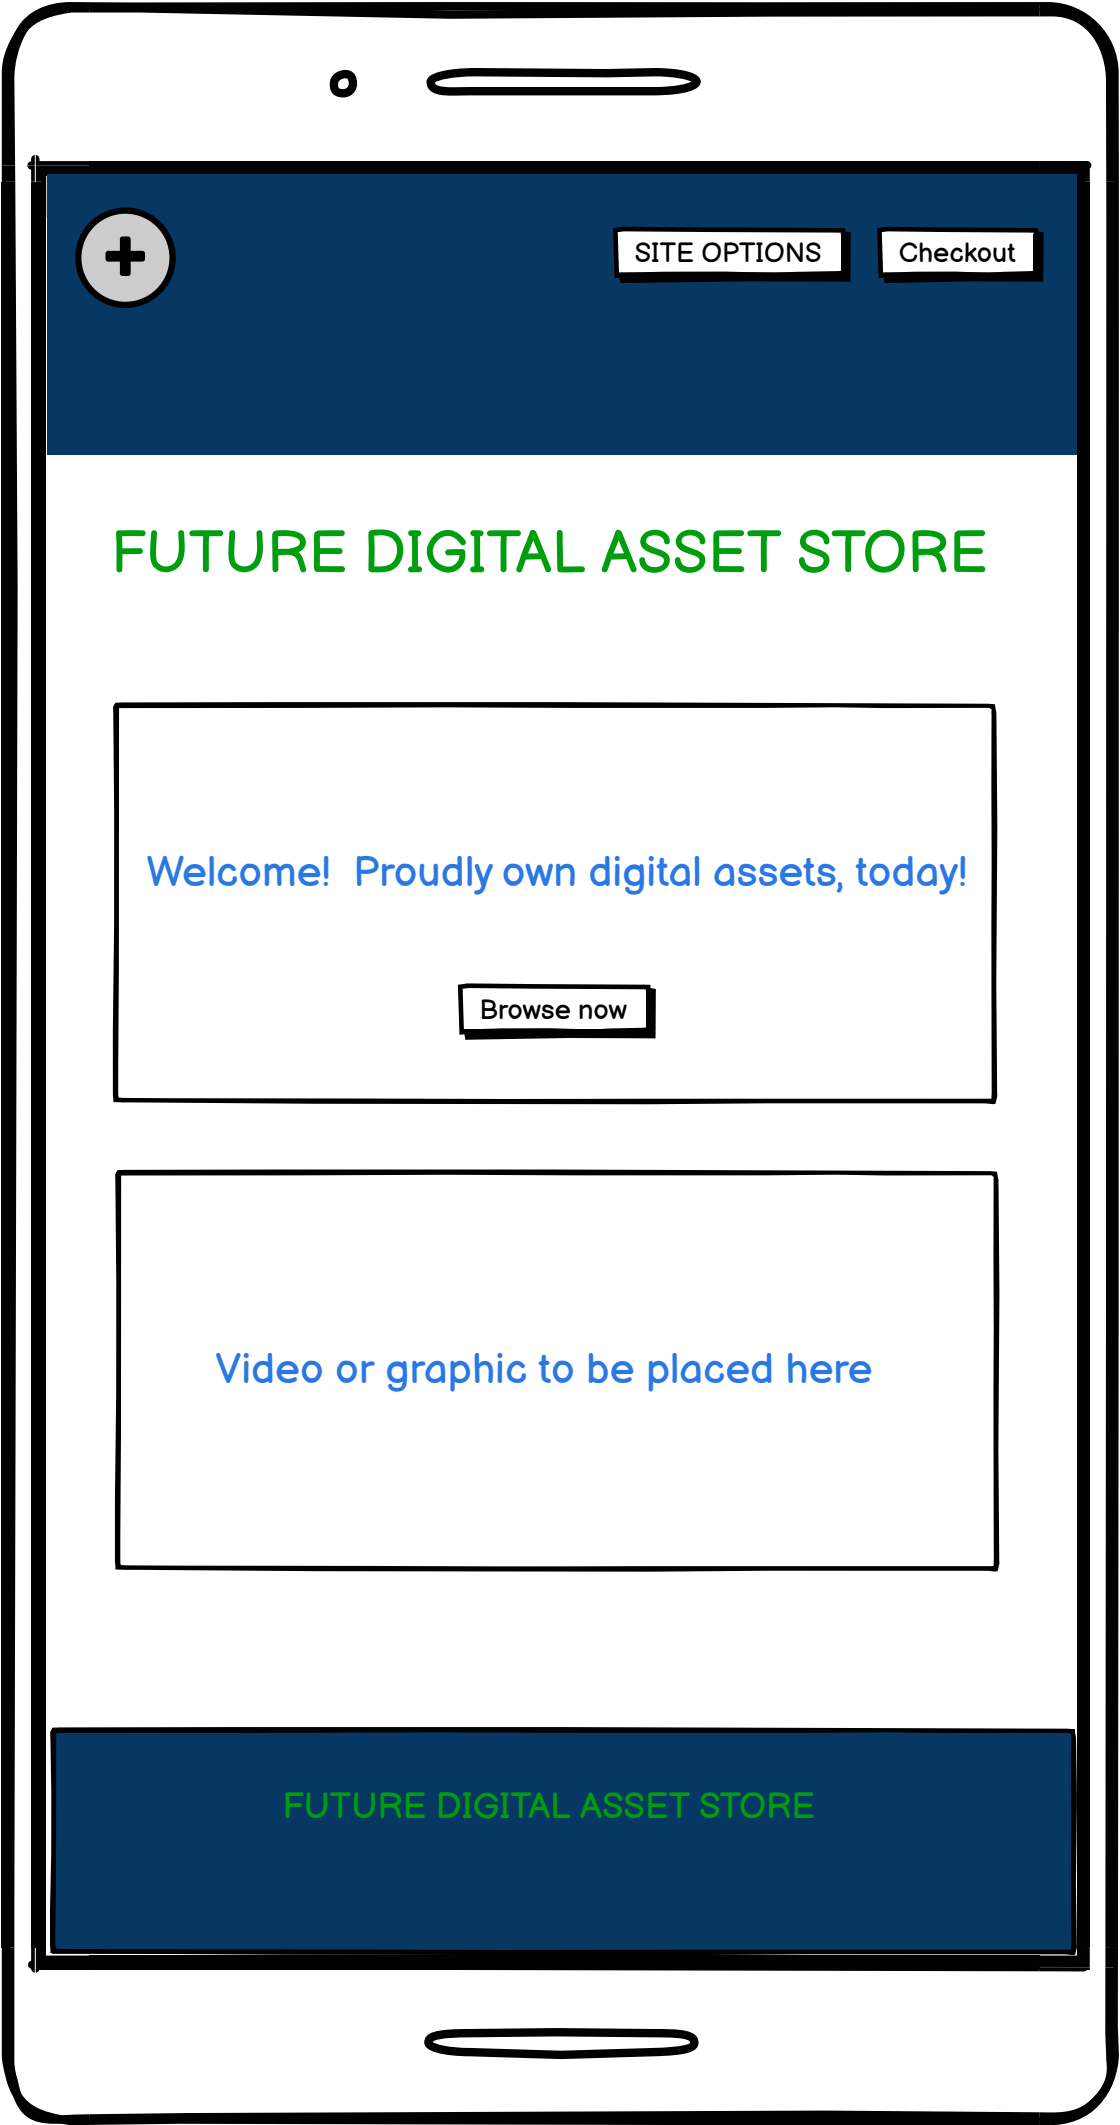 SITE OPTIONS
Checkout
FUTURE DIGITAL ASSET STORE
Welcome!  Proudly own digital assets, today!
Browse now
Video or graphic to be placed here
FUTURE DIGITAL ASSET STORE